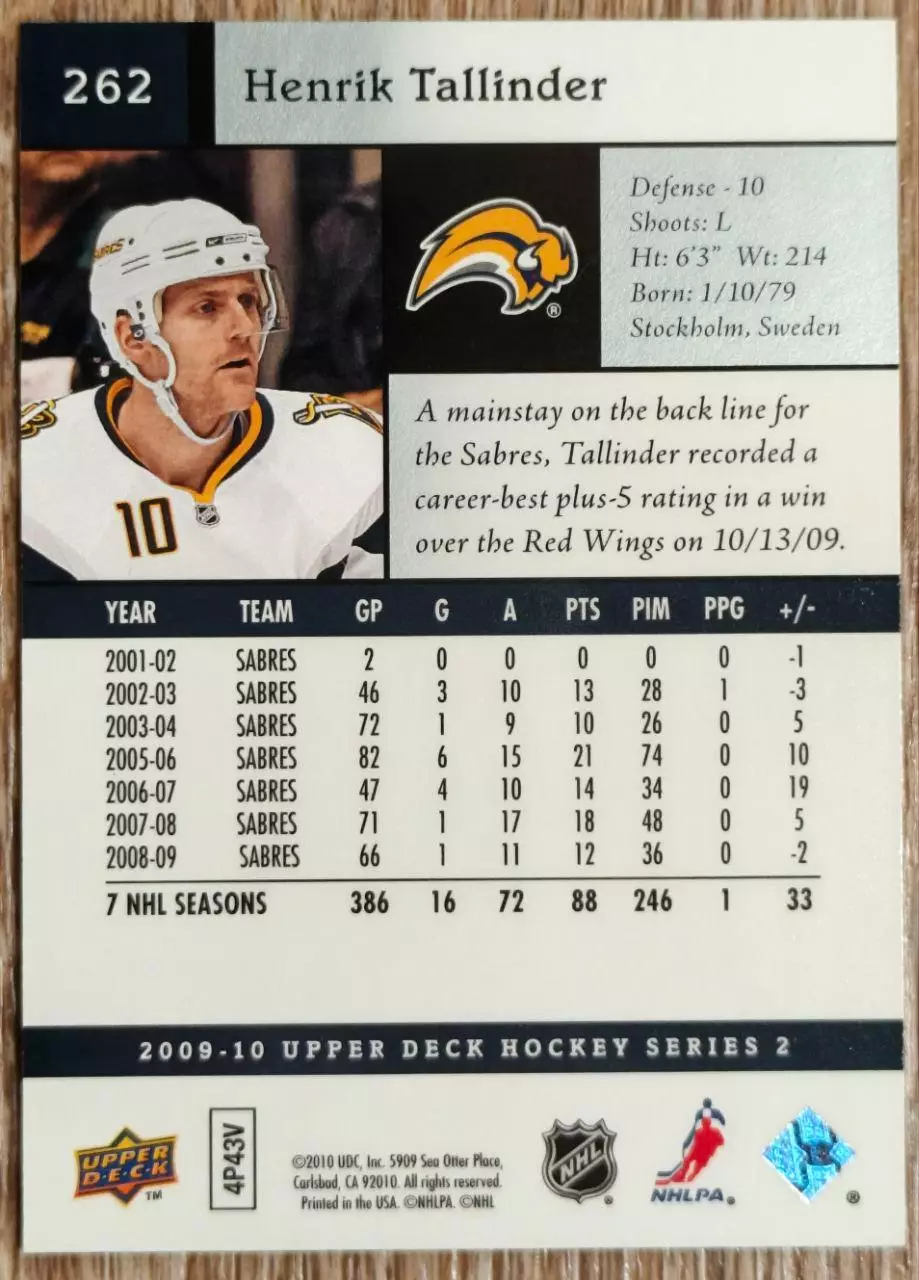 262 Henrik Tallinder
Defense - 10
Shoots: L
Ht: 6'3" Wt: 214
Born: 1/10/79
Stockholm, Sweden
®
A mainstay on the back line for
the Sabres, Tallinder recorded a
career-best plus-5 rating in a win
over the Red Wings on 10/13/09.
10
YEAR TEAM GP G A PTS PIM PPG +/-
2001-02 SABRES 2 0 0 0 0 0 -1
2002-03 SABRES 46 3 10 13 28 1 -3
2003-04 SABRES 72 1 9 10 26 0 5
2005-06 SABRES 82 6 15 21 74 0 10
2006-07 SABRES 47 4 10 14 34 0 19
2007-08 SABRES 71 1 17 18 48 0 5
2008-09 SABRES 66 1 11 12 36 0 -2
7 NHL SEASONS 386 16 72 88 246 1 33
2009-10 UPPER DECK HOCKEY SERIES 2
UPPER
DECK
TM
4P43V
©2010 UDC, Inc. 5909 Sea Otter Place,
Carlsbad, CA 92010. All rights reserved.
Printed in the USA. ©NHLPA. ©NHL
NHL
®
NHLPA®
®